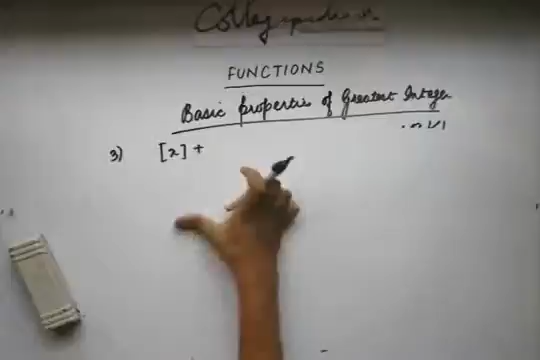 FUNCTIONS
Basic properties of Greatest Integer
3) [x] +